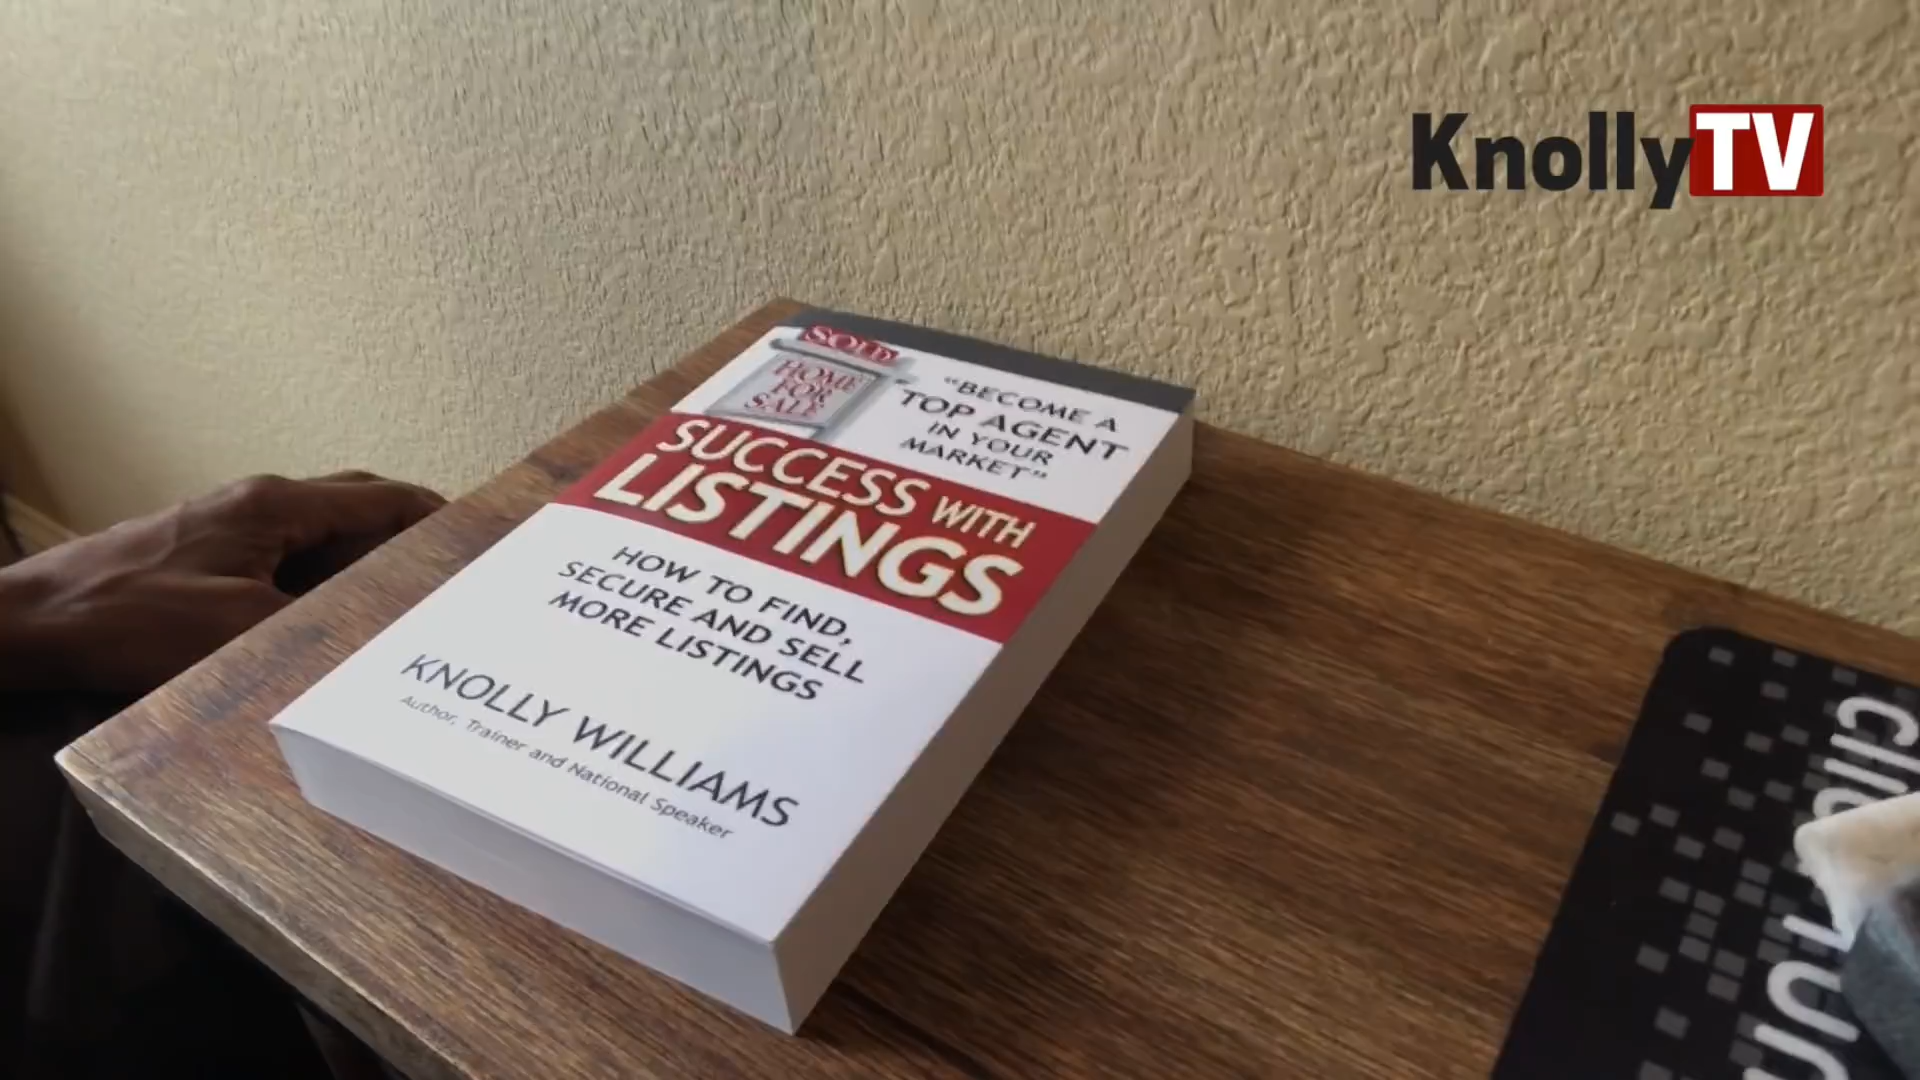 KnollyTV
SOLD
HOME
FOR
SALE
"BECOME A
TOP AGENT
IN YOUR
MARKET"
SUCCESS WITH
LISTINGS
HOW TO FIND,
SECURE AND SELL
MORE LISTINGS
KNOLLY WILLIAMS
Author, Trainer and National Speaker